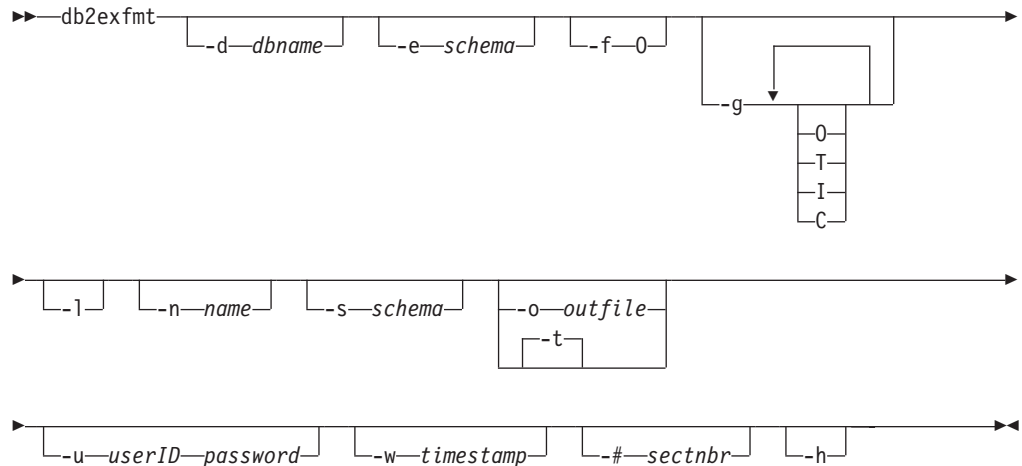 db2exfmt -d dbname -e schema -f O -g
O
T
I
C
-l -n name -s schema -o outfile
-t
-u userID password -w timestamp -# sectnbr -h